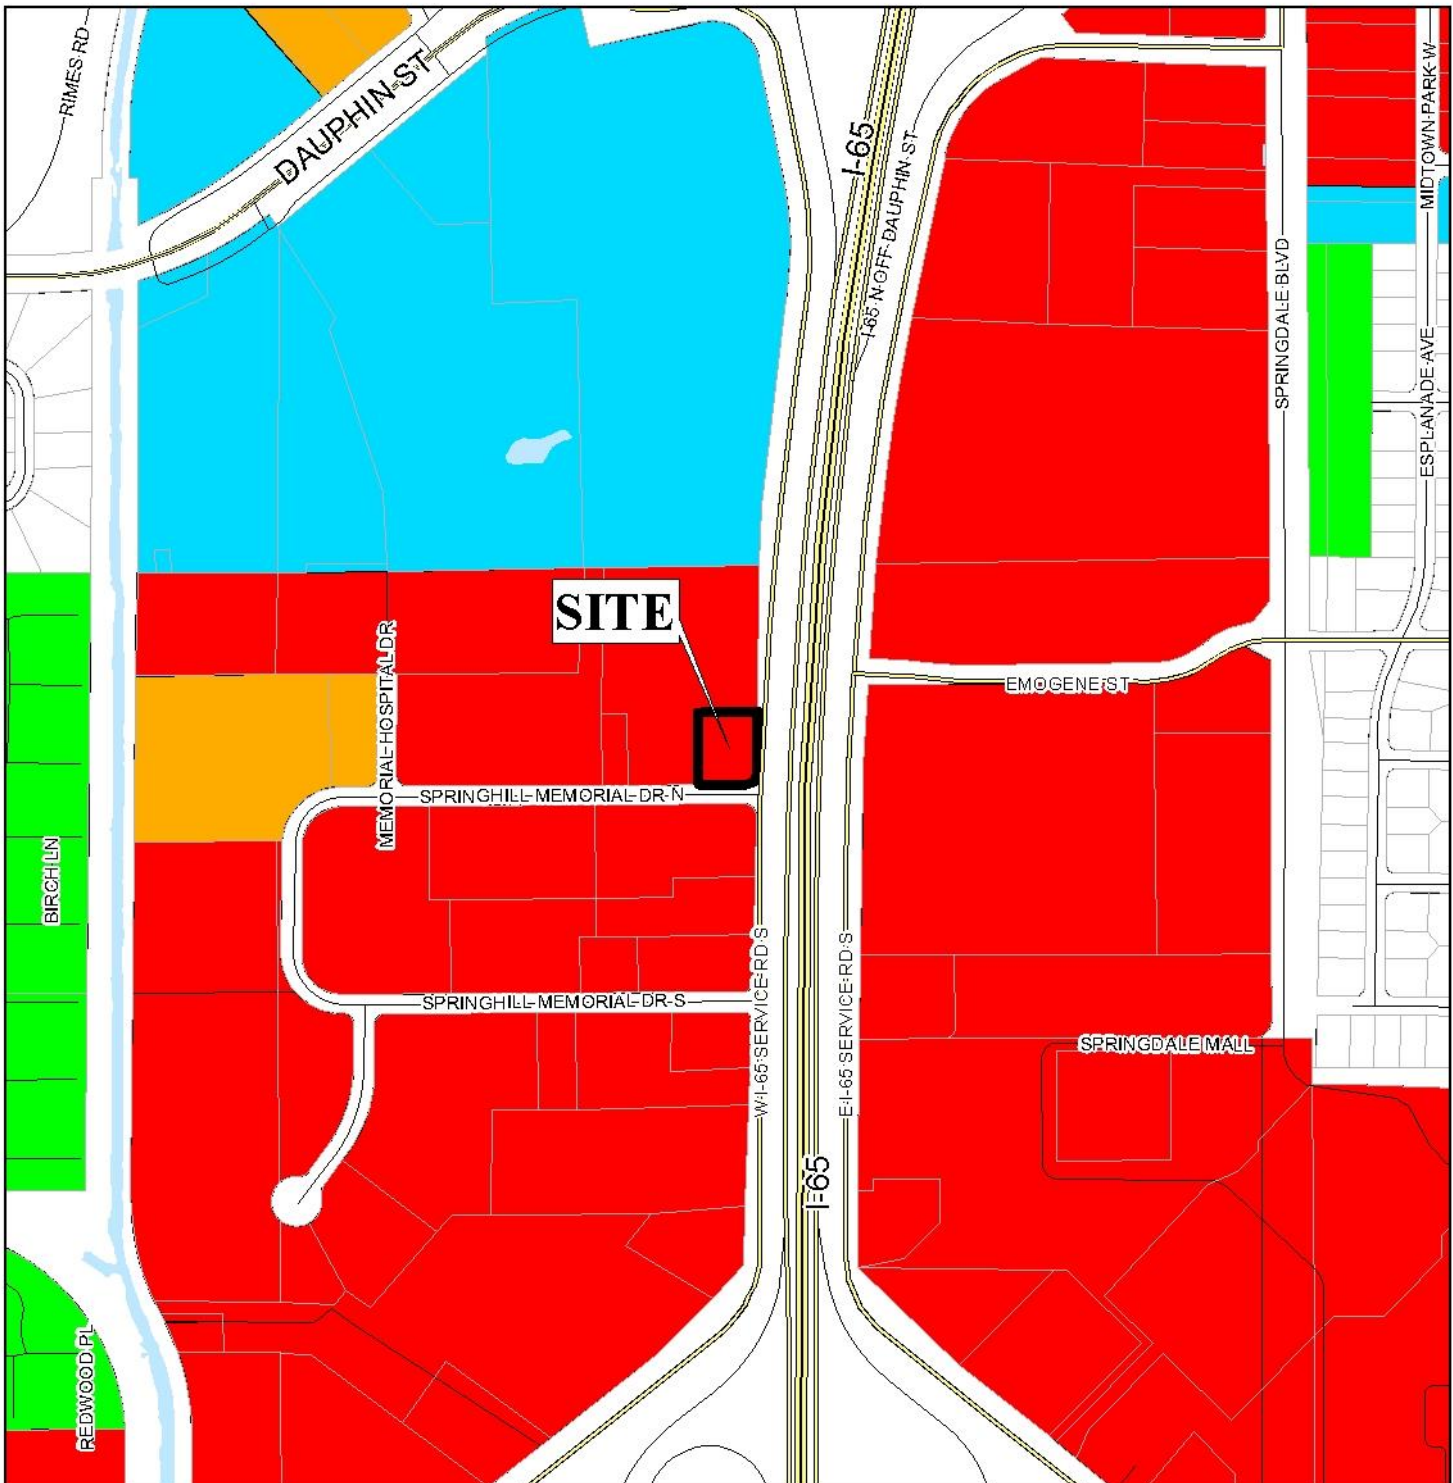 RIMES RD
DAUPHIN ST
I-65
I-65 N OFF DAUPHIN ST
MIDTOWN PARK W
SPRINGDALE BLVD
ESPLANADE AVE
SITE
MEMORIAL HOSPITAL DR
EMOGENE ST
SPRINGHILL MEMORIAL DR N
BIRCH LN
W I-65 SERVICE RD S
E I-65 SERVICE RD S
SPRINGHILL MEMORIAL DR S
SPRINGDALE MALL
I-65
REDWOOD PL